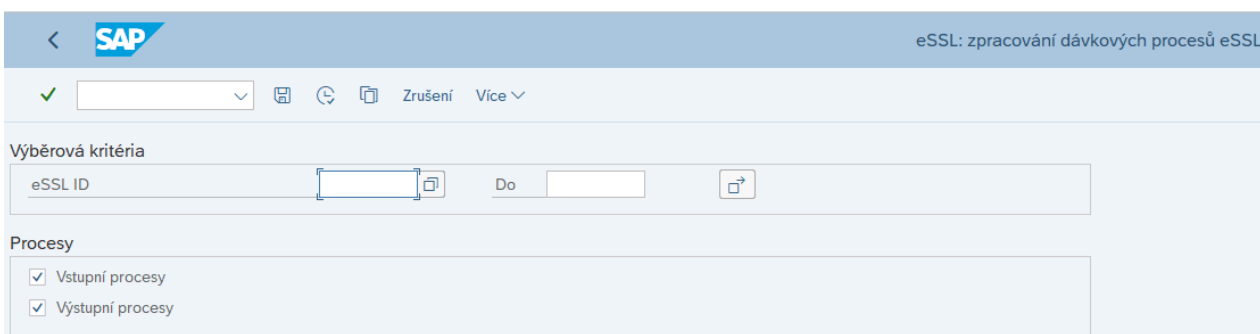 SAP eSSL: zpracování dávkových procesů eSSL
Zrušení Více
Výběrová kritéria
eSSL ID Do
Procesy
Vstupní procesy
Výstupní procesy